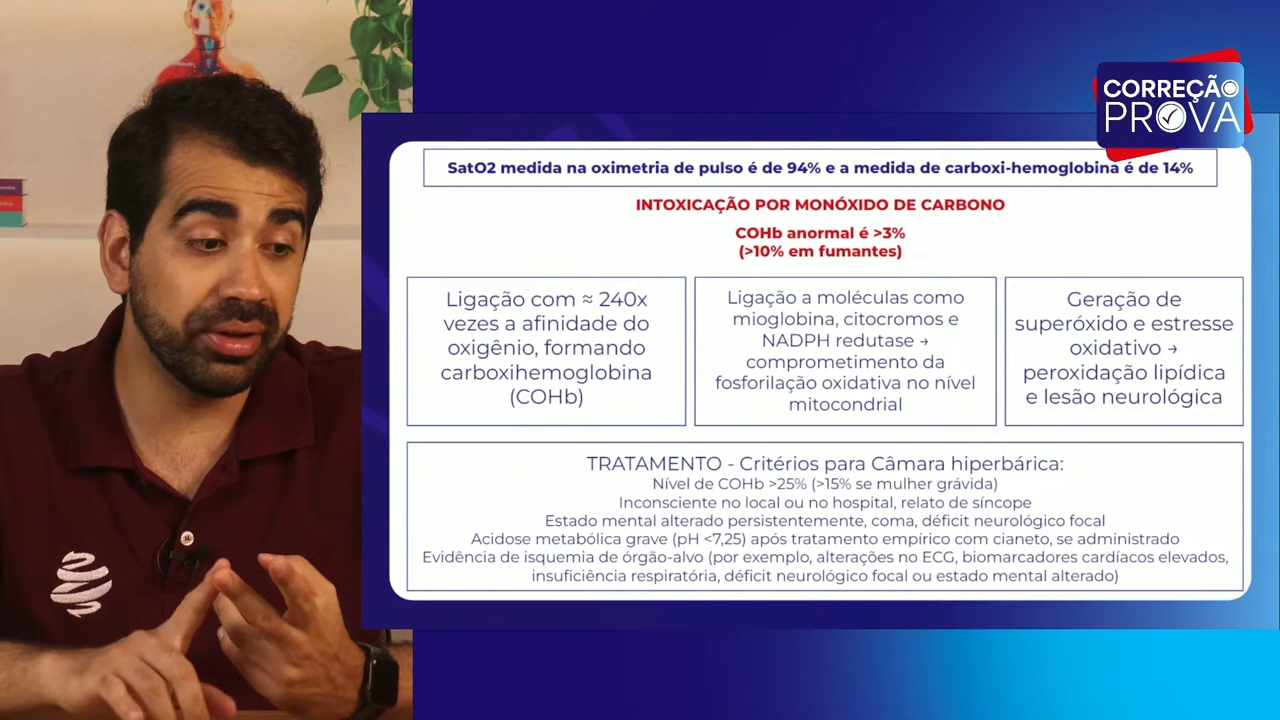 CORREÇÃO
PROVA
SatO2 medida na oximetria de pulso é de 94% e a medida de carboxi-hemoglobina é de 14%
INTOXICAÇÃO POR MONÓXIDO DE CARBONO
COHb anormal é >3%
(>10% em fumantes)
Ligação com ≈ 240x
vezes a afinidade do
oxigênio, formando
carboxihemoglobina
(COHb)
Ligação a moléculas como
mioglobina, citocromos e
NADPH redutase →
comprometimento da
fosforilação oxidativa no nível
mitocondrial
Geração de
superóxido e estresse
oxidativo →
peroxidação lipídica
e lesão neurológica
TRATAMENTO - Critérios para Câmara hiperbárica:
Nível de COHb >25% (>15% se mulher grávida)
Inconsciente no local ou no hospital, relato de síncope
Estado mental alterado persistentemente, coma, déficit neurológico focal
Acidose metabólica grave (pH <7,25) após tratamento empírico com cianeto, se administrado
Evidência de isquemia de órgão-alvo (por exemplo, alterações no ECG, biomarcadores cardíacos elevados,
insuficiência respiratória, déficit neurológico focal ou estado mental alterado)